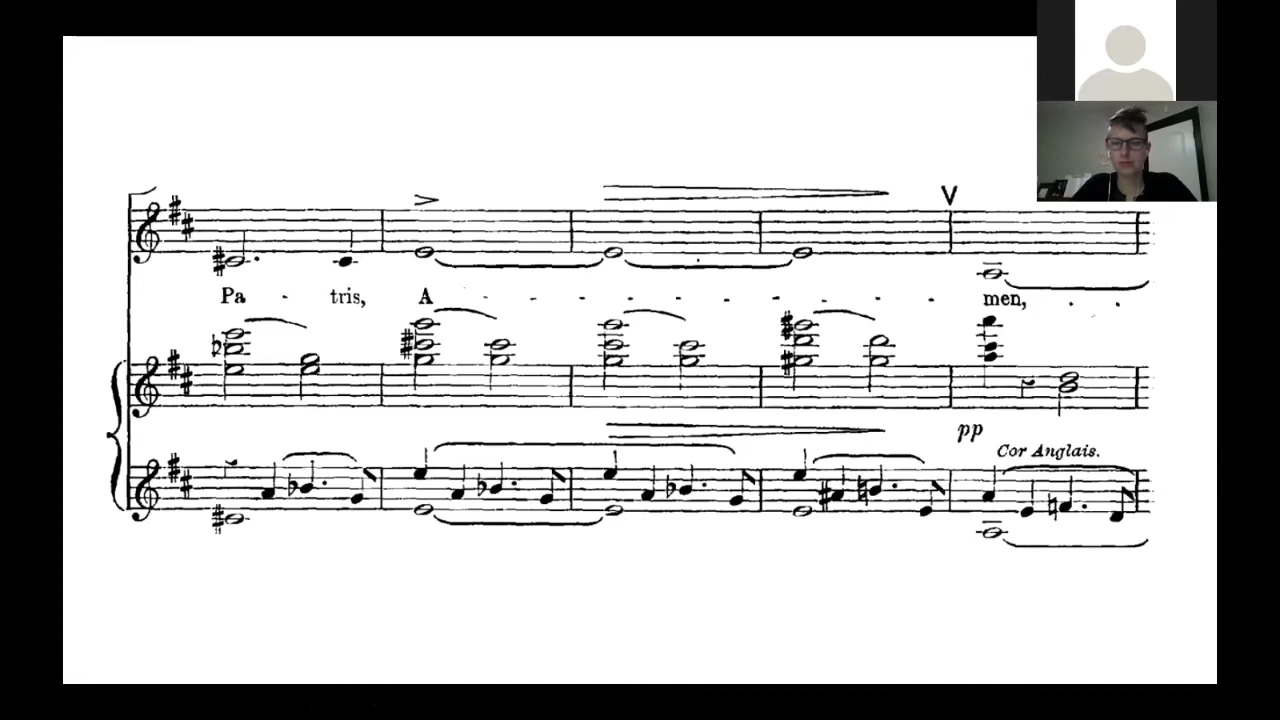 Pa - tris, A - - - - - - - - - - men, . .
pp
Cor Anglais.